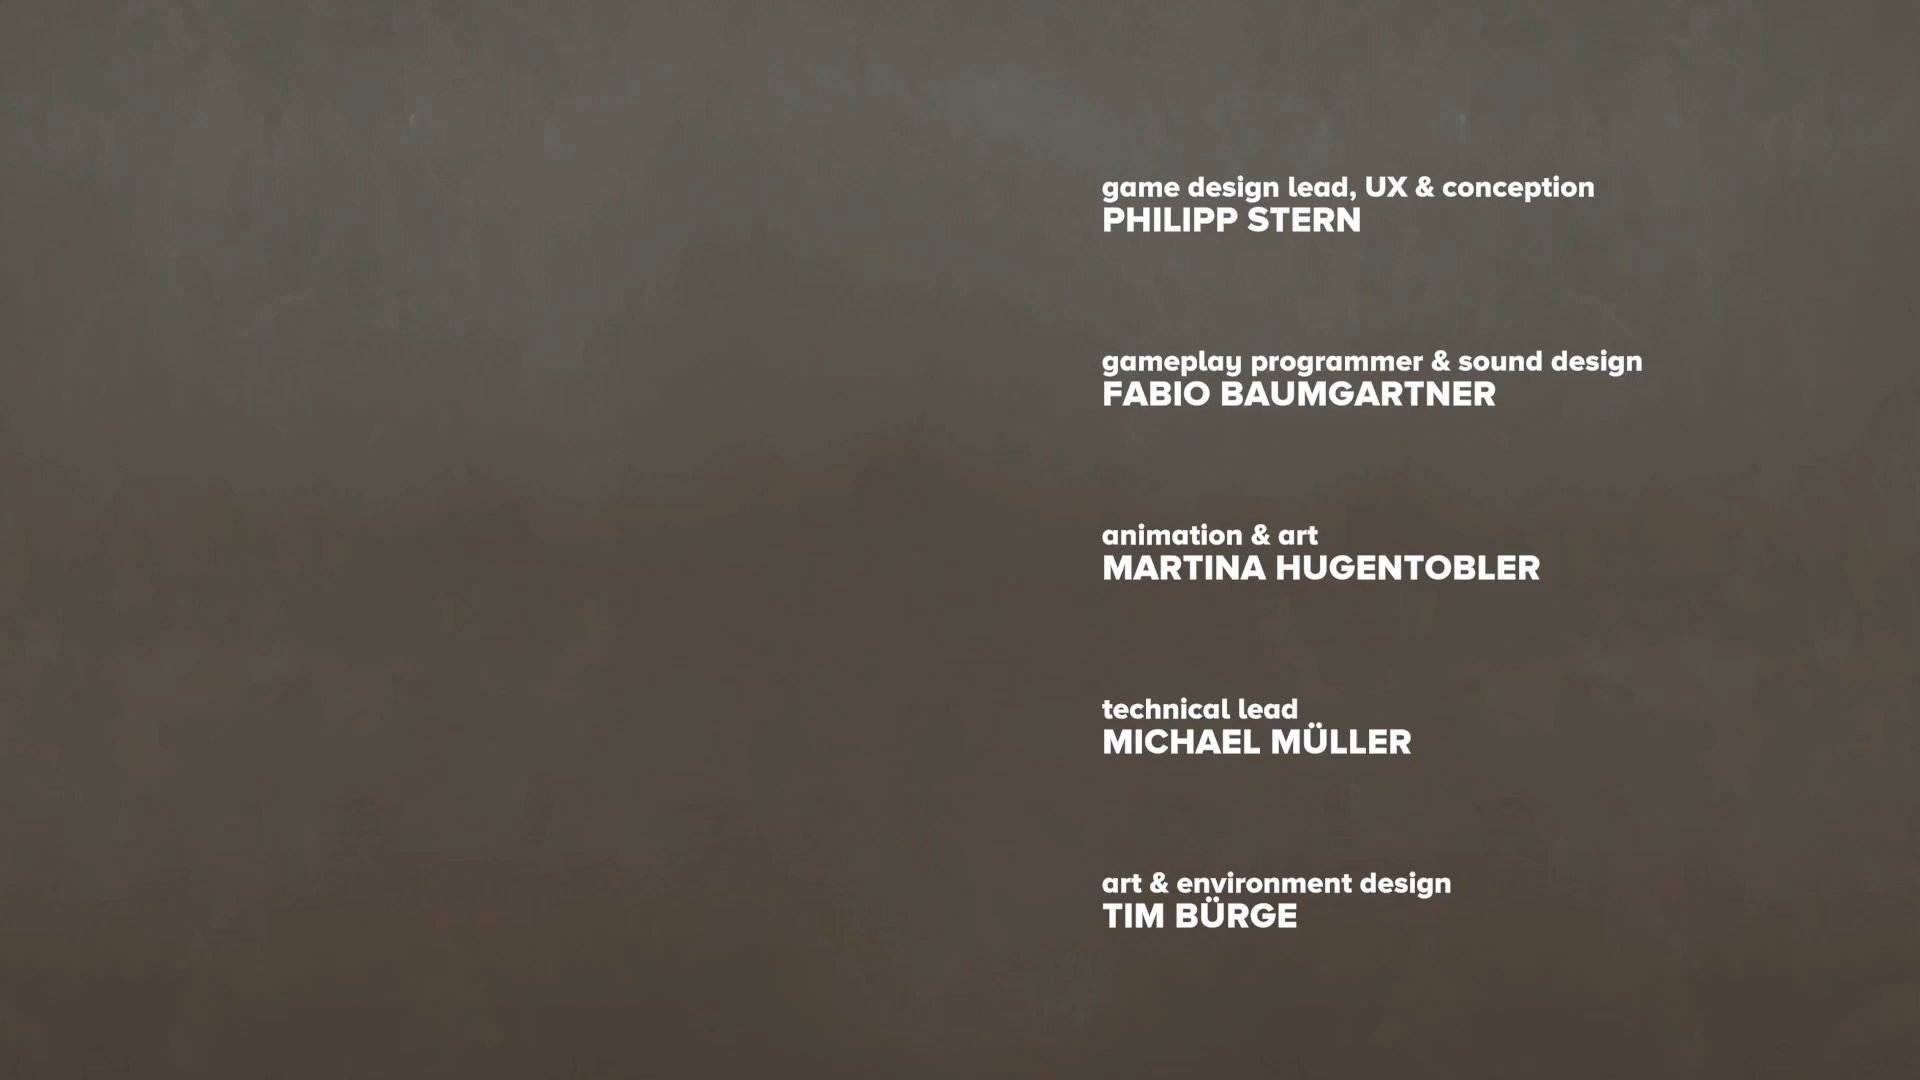 game design lead, UX & conception
PHILIPP STERN
gameplay programmer & sound design
FABIO BAUMGARTNER
animation & art
MARTINA HUGENTOBLER
technical lead
MICHAEL MÜLLER
art & environment design
TIM BÜRGE